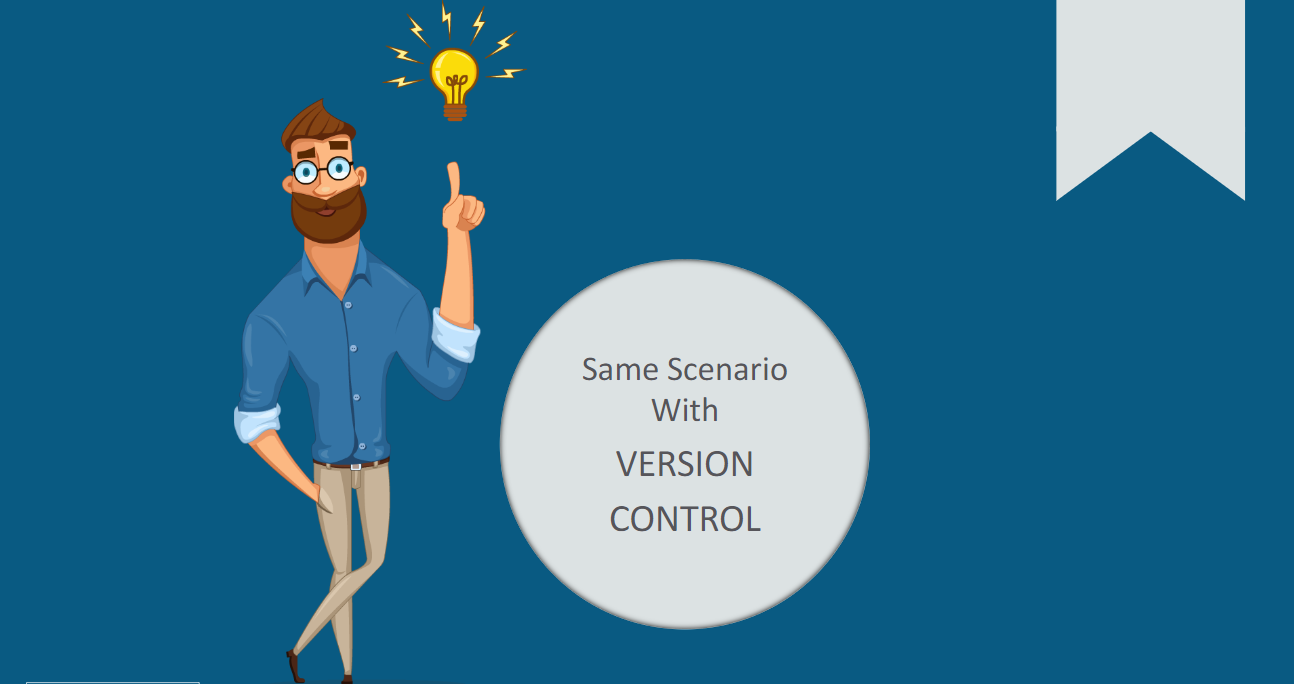 Same Scenario
With
VERSION
CONTROL